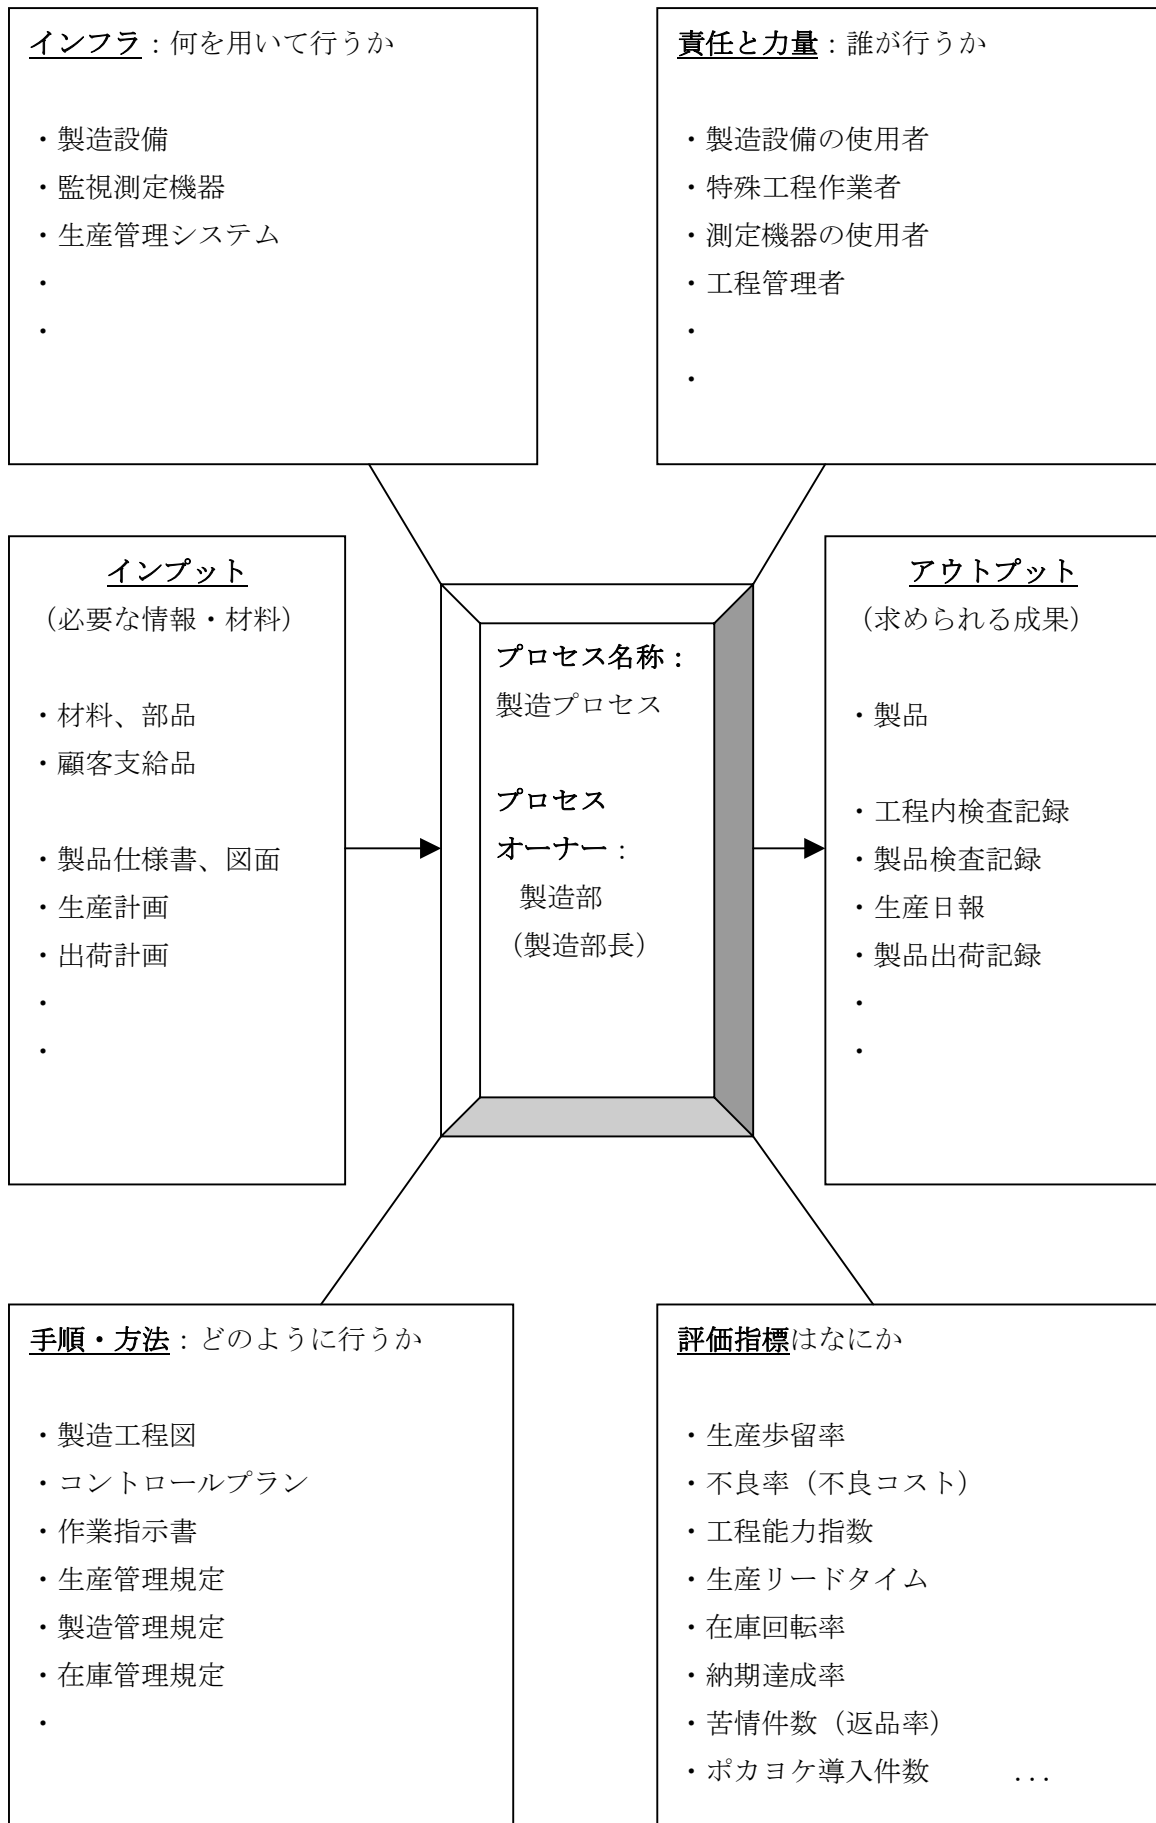 インフラ：何を用いて行うか
・製造設備
・監視測定機器
・生産管理システム
・
・
責任と力量：誰が行うか
・製造設備の使用者
・特殊工程作業者
・測定機器の使用者
・工程管理者
・
・
インプット
（必要な情報・材料）
・材料、部品
・顧客支給品
・製品仕様書、図面
・生産計画
・出荷計画
・
・
プロセス名称：
製造プロセス
プロセス
オーナー：
製造部
（製造部長）
アウトプット
（求められる成果）
・製品
・工程内検査記録
・製品検査記録
・生産日報
・製品出荷記録
・
・
手順・方法：どのように行うか
・製造工程図
・コントロールプラン
・作業指示書
・生産管理規定
・製造管理規定
・在庫管理規定
・
評価指標はなにか
・生産歩留率
・不良率（不良コスト）
・工程能力指数
・生産リードタイム
・在庫回転率
・納期達成率
・苦情件数（返品率）
・ポカヨケ導入件数　　　...